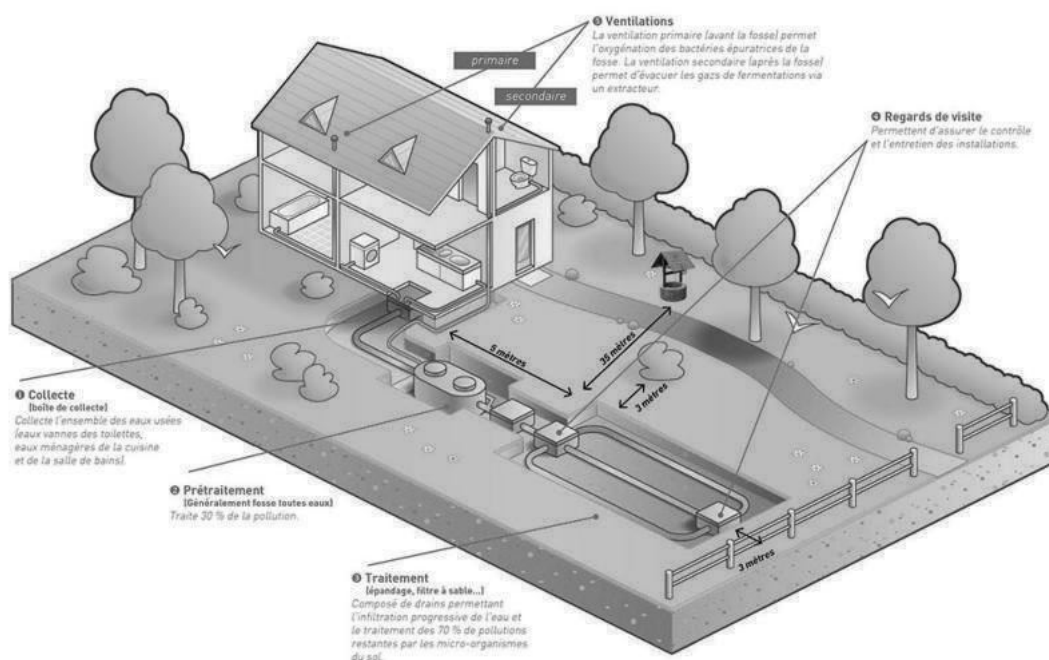 ❺ Ventilations
La ventilation primaire (avant la fosse) permet
l'oxygénation des bactéries épuratrices de la
fosse. La ventilation secondaire (après la fosse)
permet d'évacuer les gaz de fermentations via
un extracteur.
primaire
secondaire
❹ Regards de visite
Permettent d'assurer le contrôle
et l'entretien des installations.
5 mètres
35 mètres
3 mètres
❶ Collecte
(boîte de collecte)
Collecte l'ensemble des eaux usées
(eaux vannes des toilettes,
eaux ménagères de la cuisine
et de la salle de bains).
❷ Prétraitement
(Généralement fosse toutes eaux)
Traite 30 % de la pollution.
3 mètres
❸ Traitement
(épandage, filtre à sable...)
Composé de drains permettant
l'infiltration progressive de l'eau et
le traitement des 70 % de pollutions
restantes par les micro-organismes
du sol.